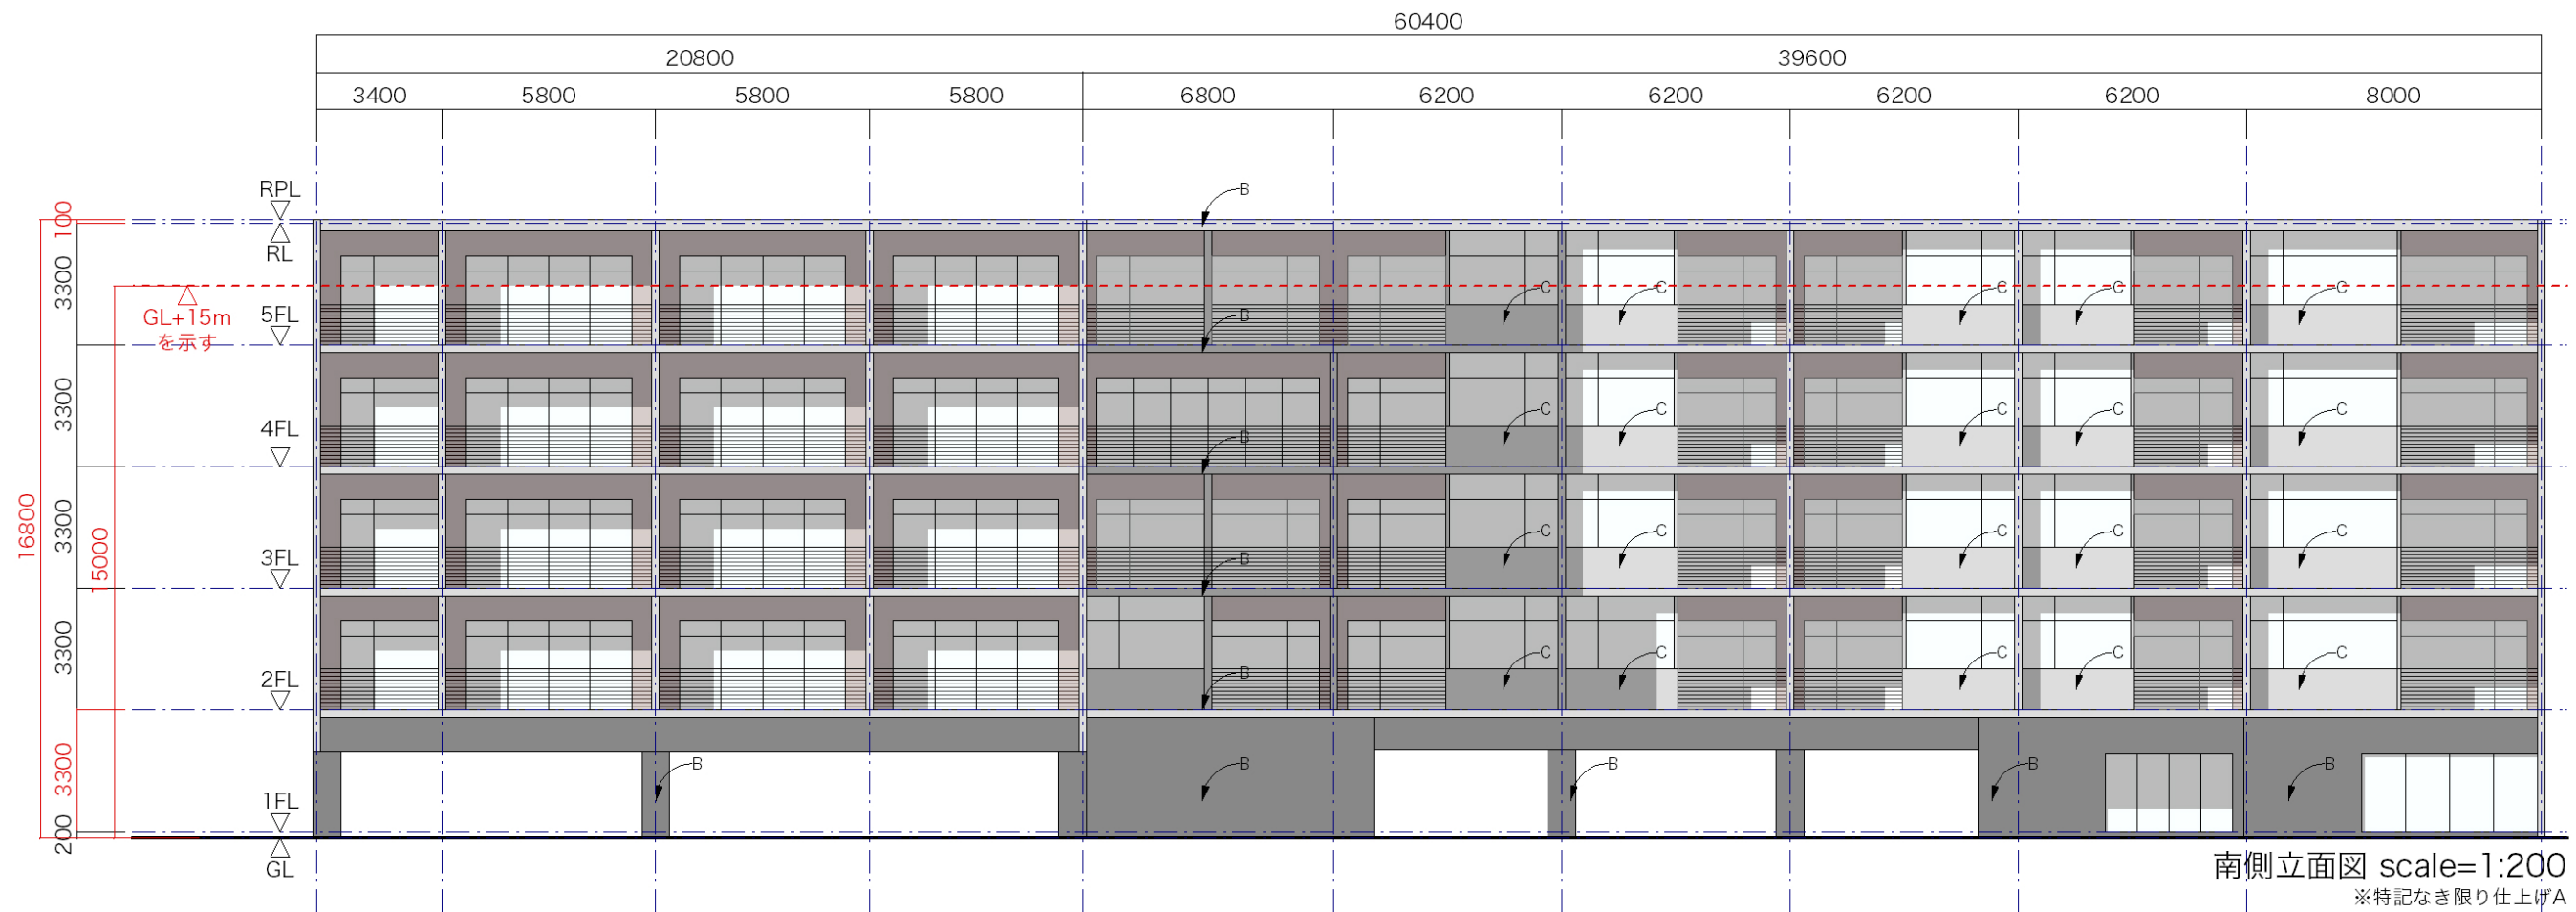 60400
20800 39600
3400 5800 5800 5800 6800 6200 6200 6200 6200 8000
RPL B
100
RL
3300
GL+15m
を示す
5FL B C C C C C
3300
4FL B C C C C C
16800
3300
15000
3FL B C C C C C
3300
2FL B C C C C C
3300
B B B B B
1FL
200
GL
南側立面図 scale=1:200
※特記なき限り仕上げA